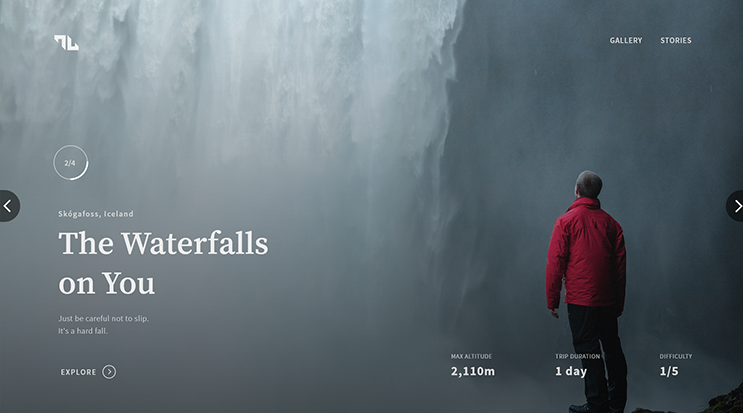 GALLERY STORIES
2/4
Skógafoss, Iceland
The Waterfalls
on You
Just be careful not to slip.
It's a hard fall.
EXPLORE
MAX ALTITUDE TRIP DURATION DIFFICULTY
2,110m 1 day 1/5